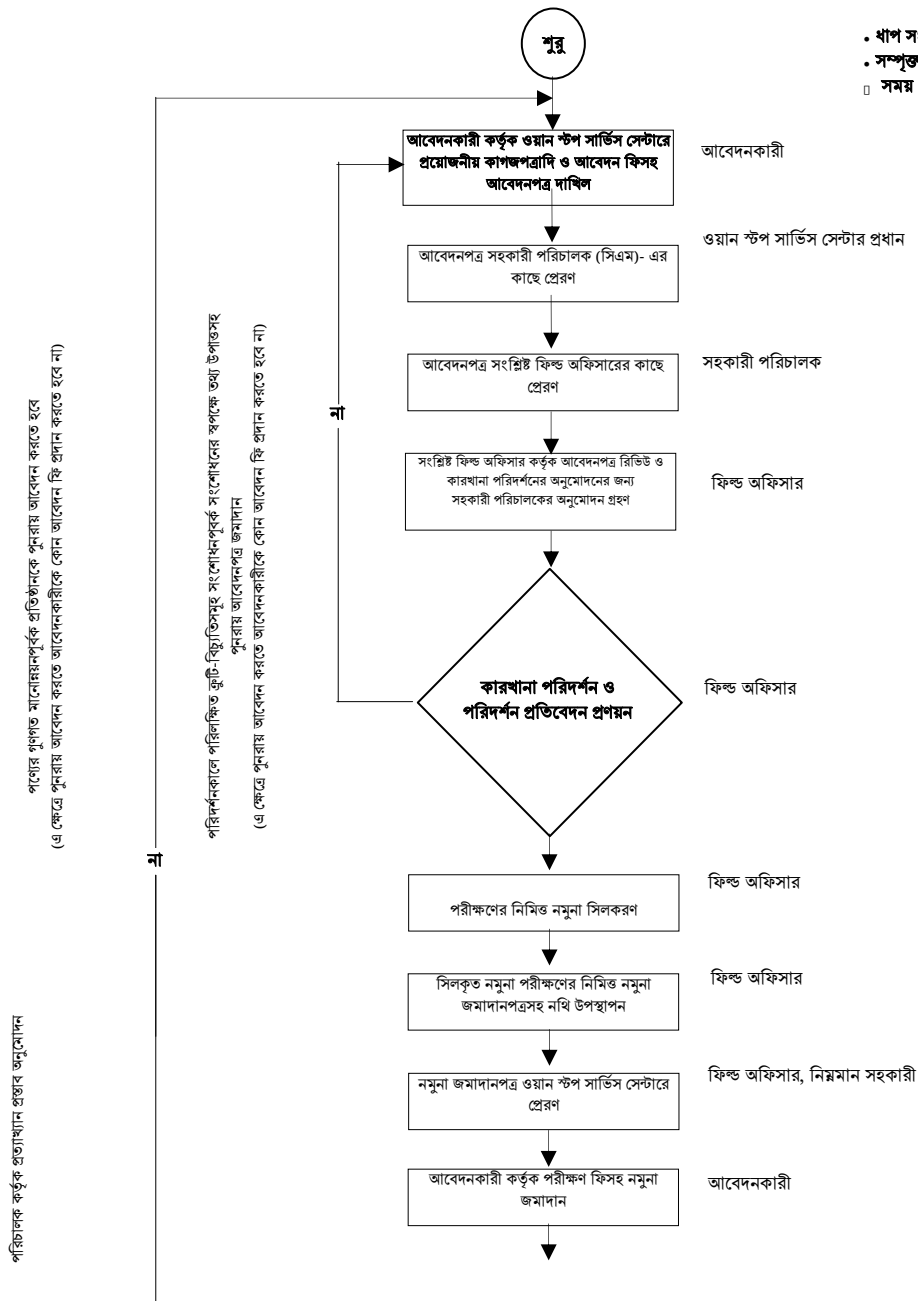 শুরু
• ধাপ স
• সম্পৃক্ত
সময়
আবেদনকারী কর্তৃক ওয়ান স্টপ সার্ভিস সেন্টারে
প্রয়োজনীয় কাগজপত্রাদি ও আবেদন ফিসহ
আবেদনপত্র দাখিল
আবেদনকারী
আবেদনপত্র সহকারী পরিচালক (সিএম)- এর
কাছে প্রেরণ
ওয়ান স্টপ সার্ভিস সেন্টার প্রধান
আবেদনপত্র সংশ্লিষ্ট ফিল্ড অফিসারের কাছে
প্রেরণ
সহকারী পরিচালক
সংশ্লিষ্ট ফিল্ড অফিসার কর্তৃক আবেদনপত্র রিভিউ ও
কারখানা পরিদর্শনের অনুমোদনের জন্য
সহকারী পরিচালকের অনুমোদন গ্রহণ
ফিল্ড অফিসার
কারখানা পরিদর্শন ও
পরিদর্শন প্রতিবেদন প্রণয়ন
ফিল্ড অফিসার
না
পরিদর্শনকালে পরিলক্ষিত ত্রুটি-বিচ্যুতিসমূহ সংশোধনপূর্বক সংশোধনের স্বপক্ষে তথ্য উপাত্তসহ
পুনরায় আবেদনপত্র জমাদান
(এ ক্ষেত্রে পুনরায় আবেদন করতে আবেদনকারীকে কোন আবেদন ফি প্রদান করতে হবে না)
না
পণ্যের গুণগত মানোন্নয়নপূর্বক প্রতিষ্ঠানকে পুনরায় আবেদন করতে হবে
(এ ক্ষেত্রে পুনরায় আবেদন করতে আবেদনকারীকে কোন আবেদন ফি প্রদান করতে হবে না)
পরিচালক কর্তৃক প্রত্যাখ্যান প্রস্তাব অনুমোদন
পরীক্ষণের নিমিত্ত নমুনা সিলকরণ
ফিল্ড অফিসার
সিলকৃত নমুনা পরীক্ষণের নিমিত্ত নমুনা
জমাদানপত্রসহ নথি উপস্থাপন
ফিল্ড অফিসার
নমুনা জমাদানপত্র ওয়ান স্টপ সার্ভিস সেন্টারে
প্রেরণ
ফিল্ড অফিসার, নিম্নমান সহকারী
আবেদনকারী কর্তৃক পরীক্ষণ ফিসহ নমুনা
জমাদান
আবেদনকারী